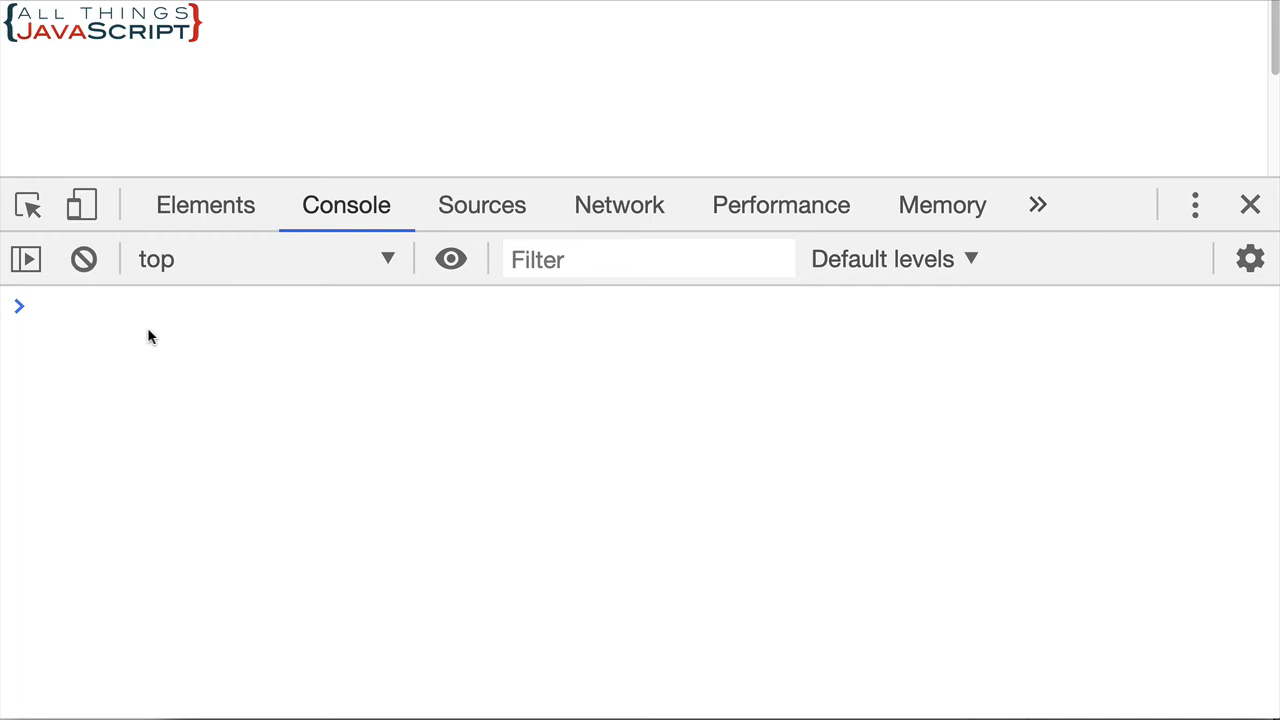 {ALL THINGS
JAVASCRIPT}
Elements Console Sources Network Performance Memory
top Filter Default levels